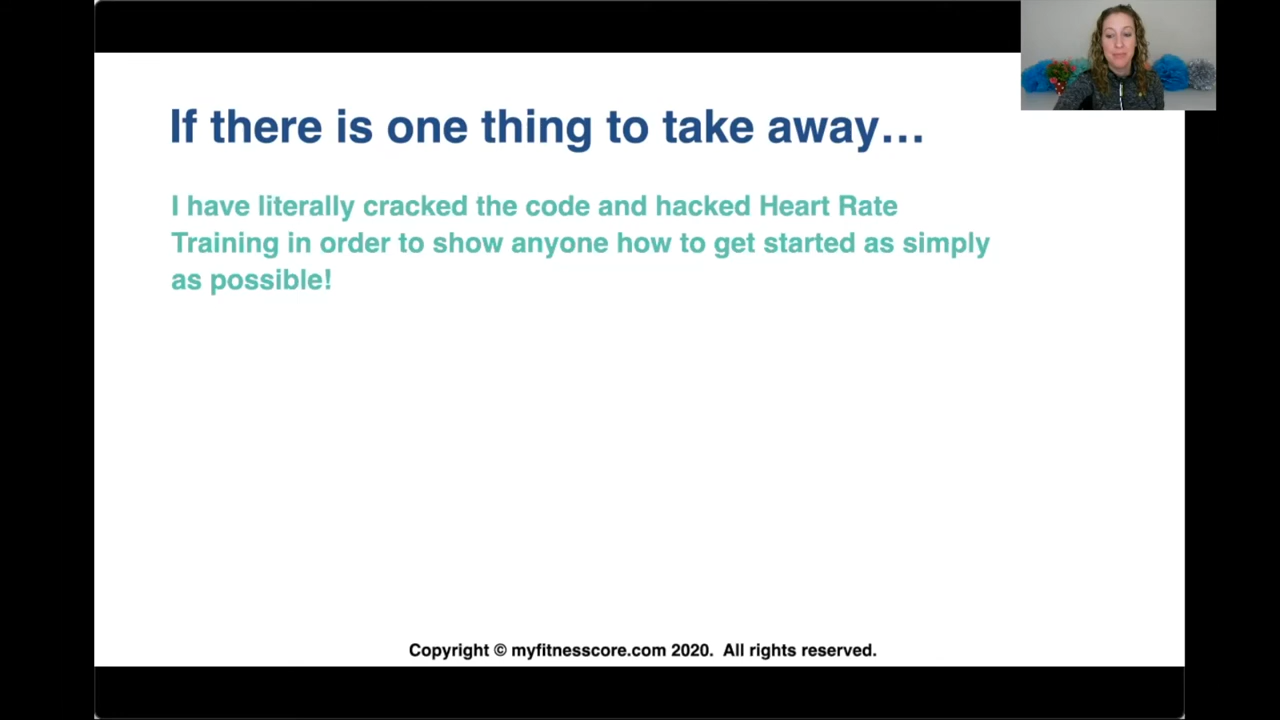 If there is one thing to take away…
I have literally cracked the code and hacked Heart Rate
Training in order to show anyone how to get started as simply
as possible!
Copyright © myfitnesscore.com 2020.  All rights reserved.